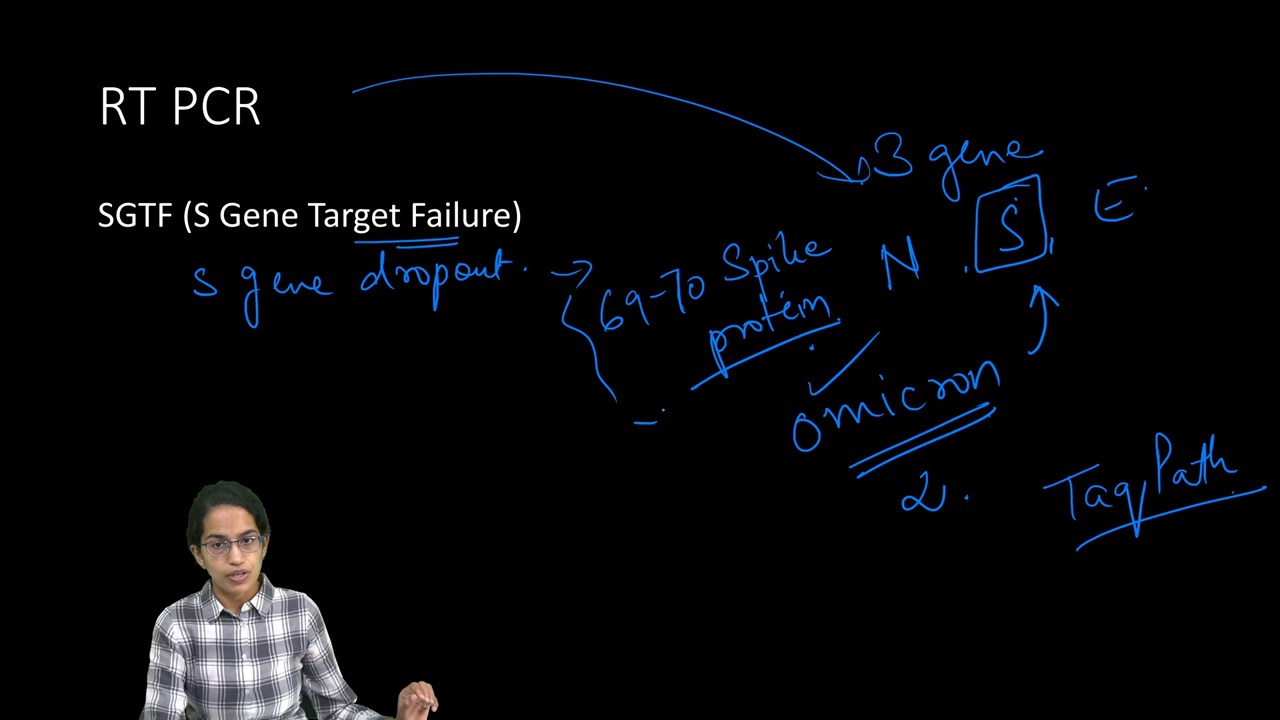 RT PCR
3 gene
N S, E
SGTF (S Gene Target Failure)
S gene dropout. →
69-70 Spike
protein
Omicron
2.
TaqPath